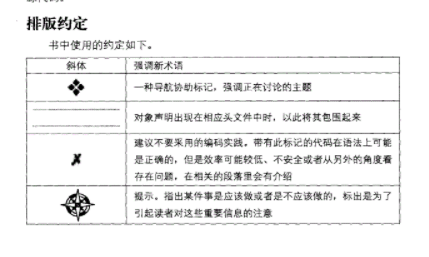 排版约定
书中使用的约定如下。
斜体 强调新术语
一种导航协助标记，强调正在讨论的主题
对象声明出现在相应头文件中时，以此将其包围起来
建议不要采用的编码实践。带有此标记的代码在语法上可能
是正确的，但是效率可能较低、不安全或者从另外的角度看
存在问题，在相关的段落里会有介绍
✗
提示。指出某件事是应该做或者是不应该做的，标出是为了
引起读者对这些重要信息的注意